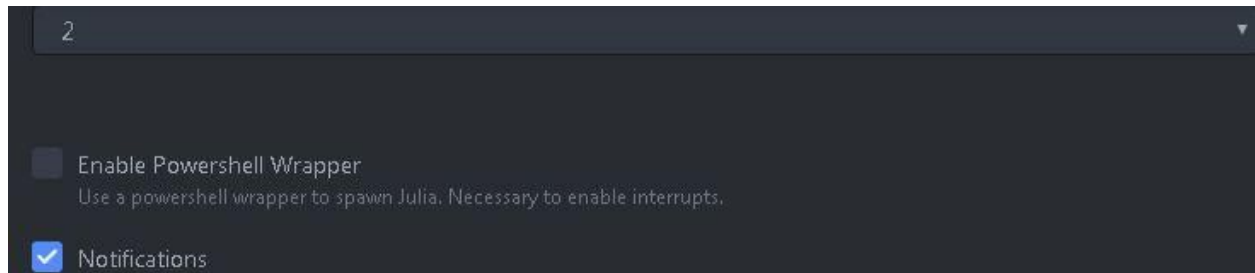 2
Enable Powershell Wrapper
Use a powershell wrapper to spawn Julia. Necessary to enable interrupts.
Notifications